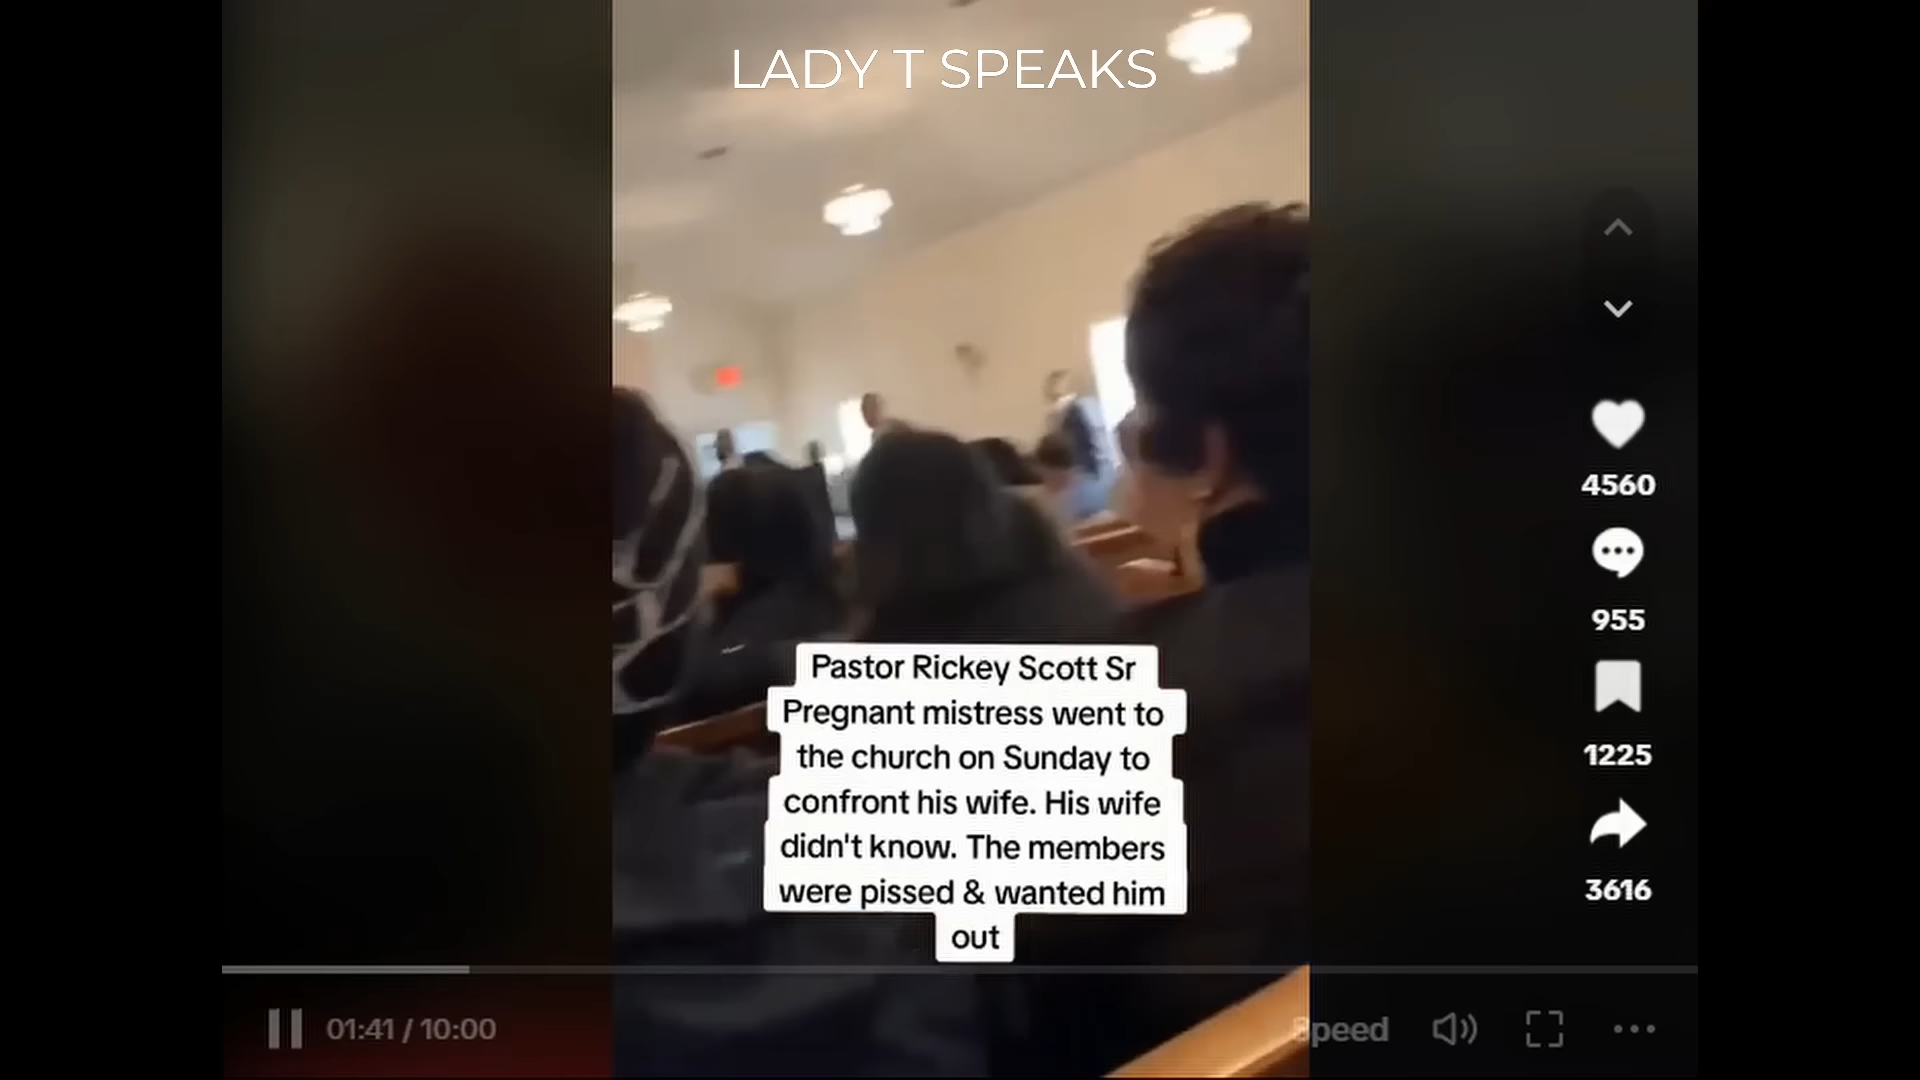 LADY T SPEAKS
Pastor Rickey Scott Sr
Pregnant mistress went to
the church on Sunday to
confront his wife. His wife
didn't know. The members
were pissed & wanted him
out
4560
955
1225
3616
01:41 / 10:00
Speed